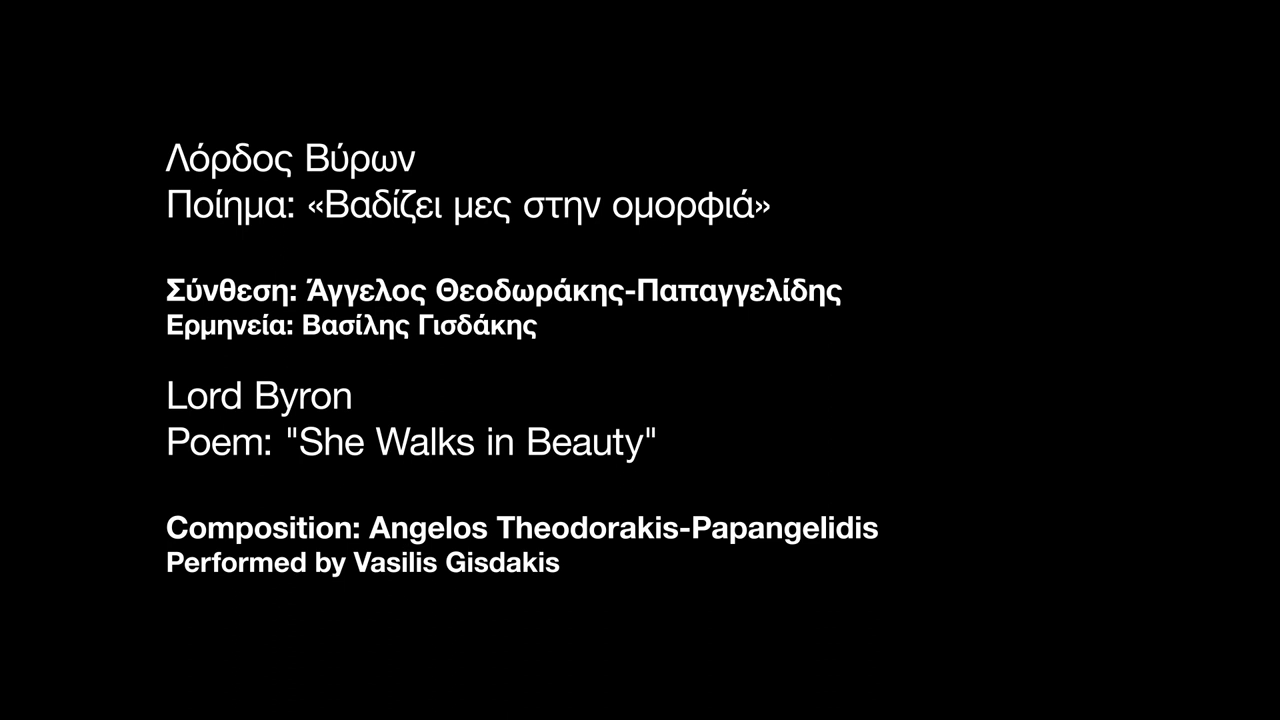 Λόρδος Βύρων
Ποίημα: «Βαδίζει μες στην ομορφιά»
Σύνθεση: Άγγελος Θεοδωράκης-Παπαγγελίδης
Ερμηνεία: Βασίλης Γισδάκης
Lord Byron
Poem: "She Walks in Beauty"
Composition: Angelos Theodorakis-Papangelidis
Performed by Vasilis Gisdakis